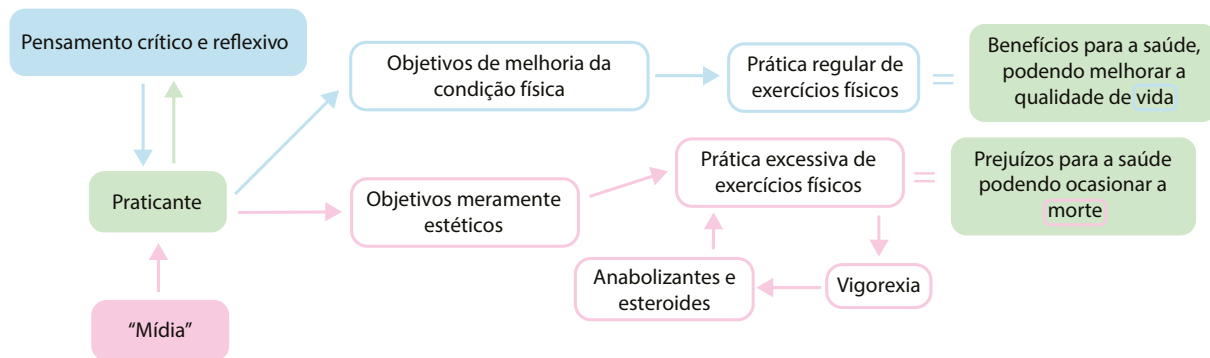 Pensamento crítico e reflexivo
Objetivos de melhoria da
condição física
Prática regular de
exercícios físicos
=
Benefícios para a saúde,
podendo melhorar a
qualidade de vida
Praticante
Objetivos meramente
estéticos
Prática excessiva de
exercícios físicos
=
Prejuízos para a saúde
podendo ocasionar a
morte
Anabolizantes e
esteroides
Vigorexia
“Mídia”